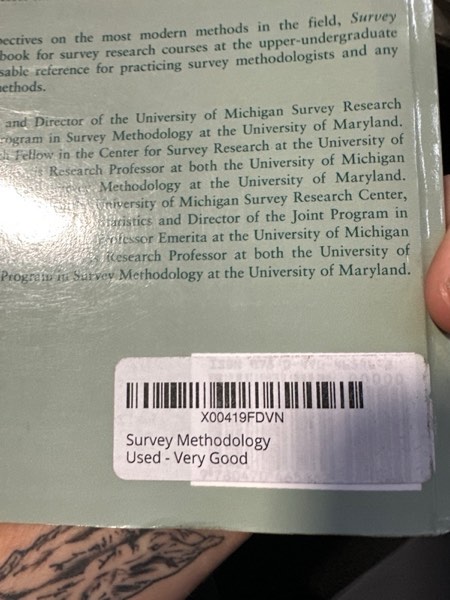 ectives on the most modern methods in the field, Survey
book for survey research courses at the upper-undergraduate
sable reference for practicing survey methodologists and any
ethods.
and Director of the University of Michigan Survey Research
rogram in Survey Methodology at the University of Maryland.
h Fellow in the Center for Survey Research at the University of
Research Professor at both the University of Michigan
Methodology at the University of Maryland.
niversity of Michigan Survey Research Center,
tatistics and Director of the Joint Program in
rofessor Emerita at the University of Michigan
Research Professor at both the University of
Program in Survey Methodology at the University of Maryland.
X00419FDVN
Survey Methodology
Used - Very Good